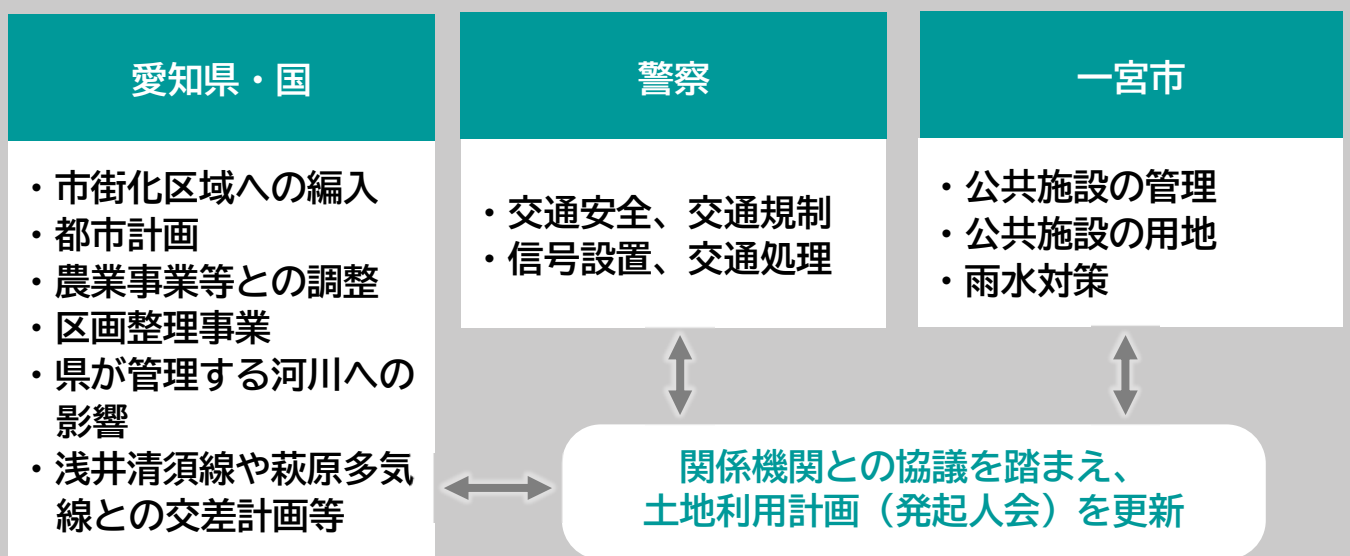 愛知県・国
・市街化区域への編入
・都市計画
・農業事業等との調整
・区画整理事業
・県が管理する河川への
影響
・浅井清須線や萩原多気
線との交差計画等
警察
・交通安全、交通規制
・信号設置、交通処理
一宮市
・公共施設の管理
・公共施設の用地
・雨水対策
関係機関との協議を踏まえ、
土地利用計画（発起人会）を更新